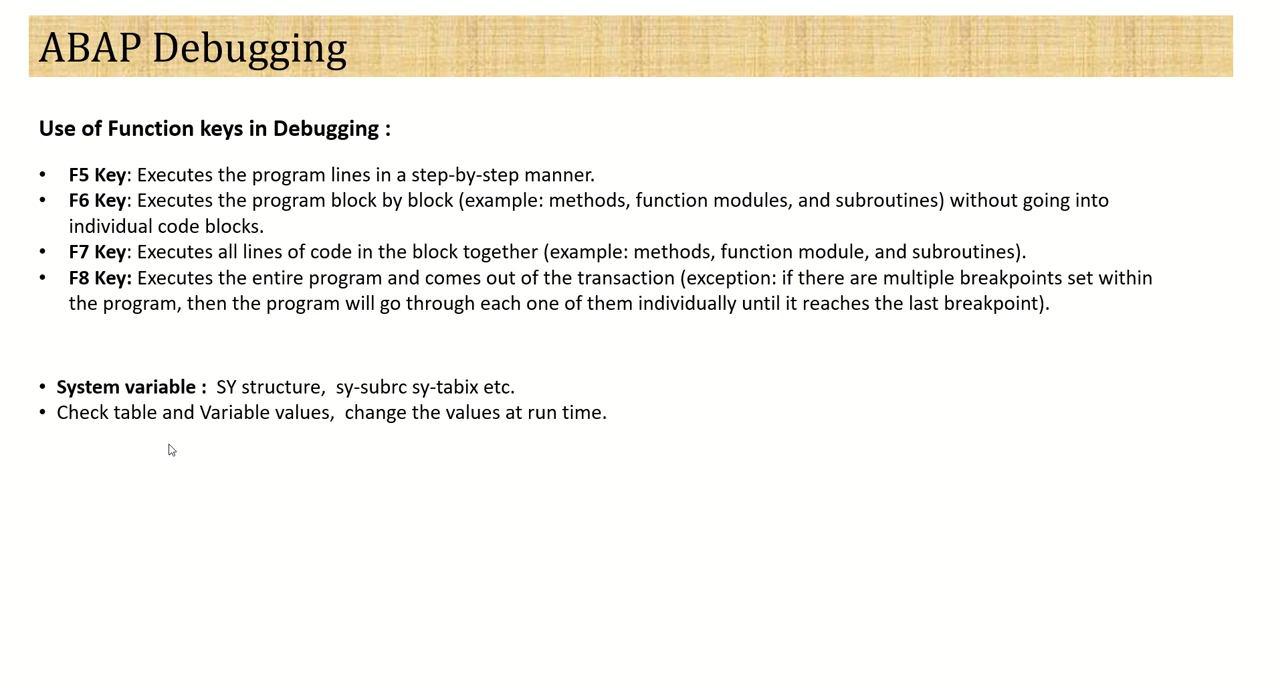 ABAP Debugging
Use of Function keys in Debugging :
• F5 Key: Executes the program lines in a step-by-step manner.
• F6 Key: Executes the program block by block (example: methods, function modules, and subroutines) without going into
individual code blocks.
• F7 Key: Executes all lines of code in the block together (example: methods, function module, and subroutines).
• F8 Key: Executes the entire program and comes out of the transaction (exception: if there are multiple breakpoints set within
the program, then the program will go through each one of them individually until it reaches the last breakpoint).
• System variable : SY structure, sy-subrc sy-tabix etc.
• Check table and Variable values, change the values at run time.